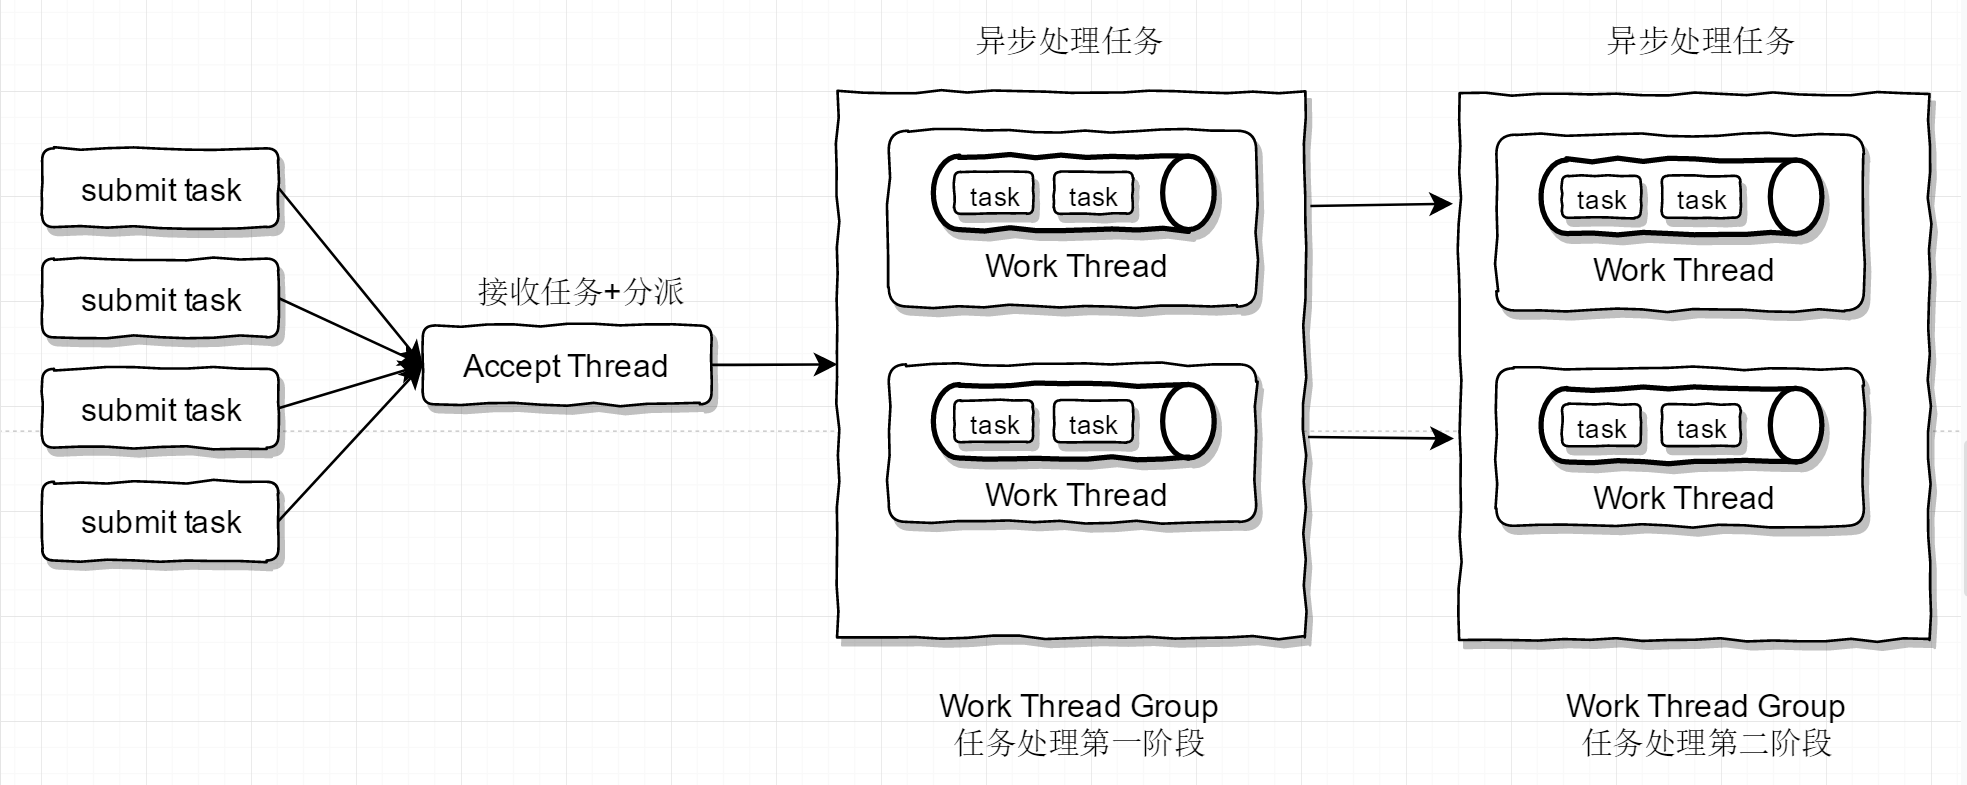 submit task
submit task
submit task
submit task
接收任务+分派
Accept Thread
异步处理任务
task task
Work Thread
task task
Work Thread
Work Thread Group
任务处理第一阶段
异步处理任务
task task
Work Thread
task task
Work Thread
Work Thread Group
任务处理第二阶段